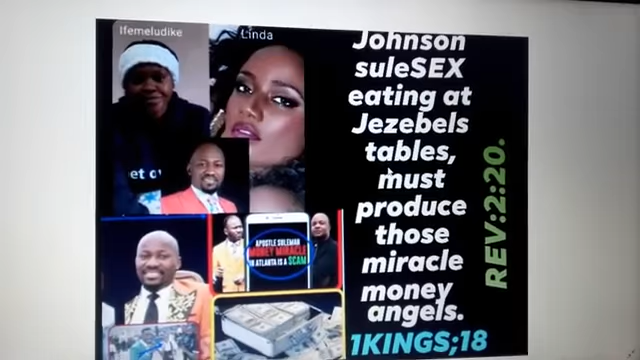 Ifemeludike
Linda
Johnson
suleSEX
eating at
Jezebels
tables,
must
produce
those
miracle
money
angels.
1KINGS;18
REV:2:20.
APOSTLE SULEMAN
MONEY MIRACLE
IN ATLANTA IS A SCAM